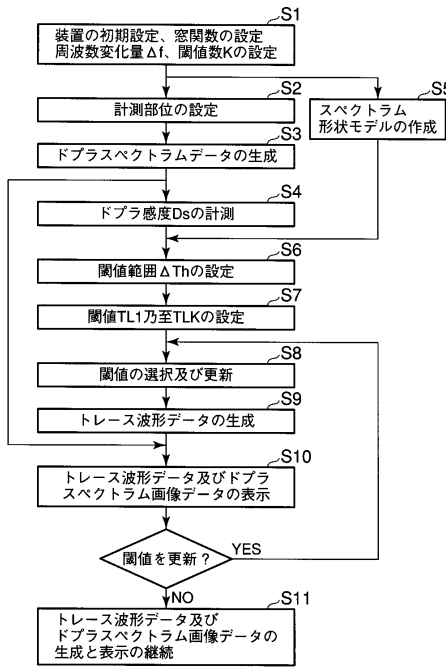 S1
装置の初期設定、窓関数の設定
周波数変化量Δf、閾値数Kの設定
S2
計測部位の設定
S5
スペクトラム
形状モデルの作成
S3
ドプラスペクトラムデータの生成
S4
ドプラ感度Dsの計測
S6
閾値範囲ΔThの設定
S7
閾値TL1乃至TLKの設定
S8
閾値の選択及び更新
S9
トレース波形データの生成
S10
トレース波形データ及びドプラ
スペクトラム画像データの表示
閾値を更新？
YES
NO
S11
トレース波形データ及び
ドプラスペクトラム画像データの
生成と表示の継続